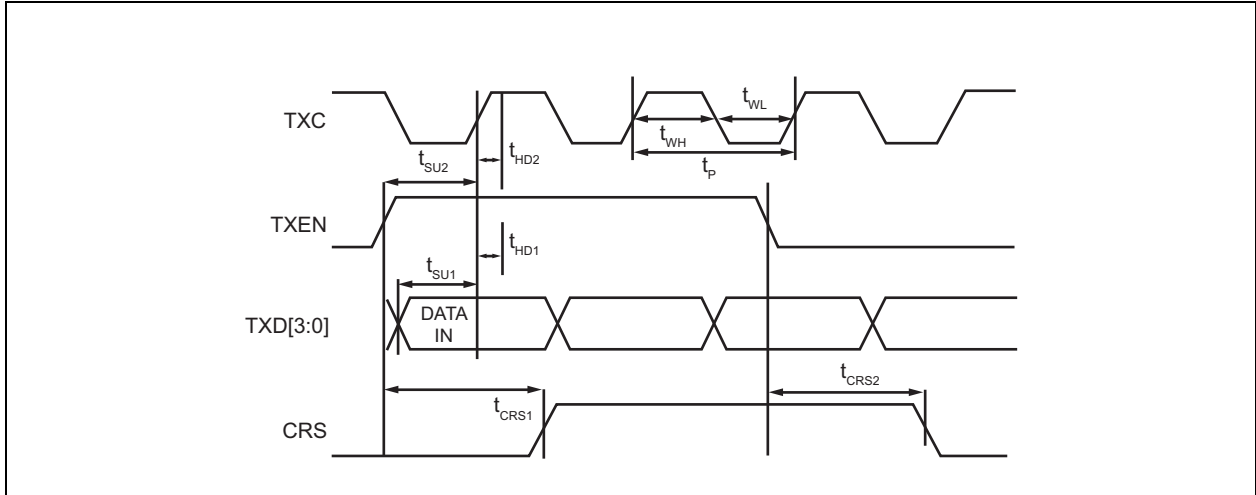 TXC
t_WL
t_WH
t_P
t_SU2
t_HD2
TXEN
t_HD1
t_SU1
TXD[3:0]
DATA
IN
t_CRS2
t_CRS1
CRS